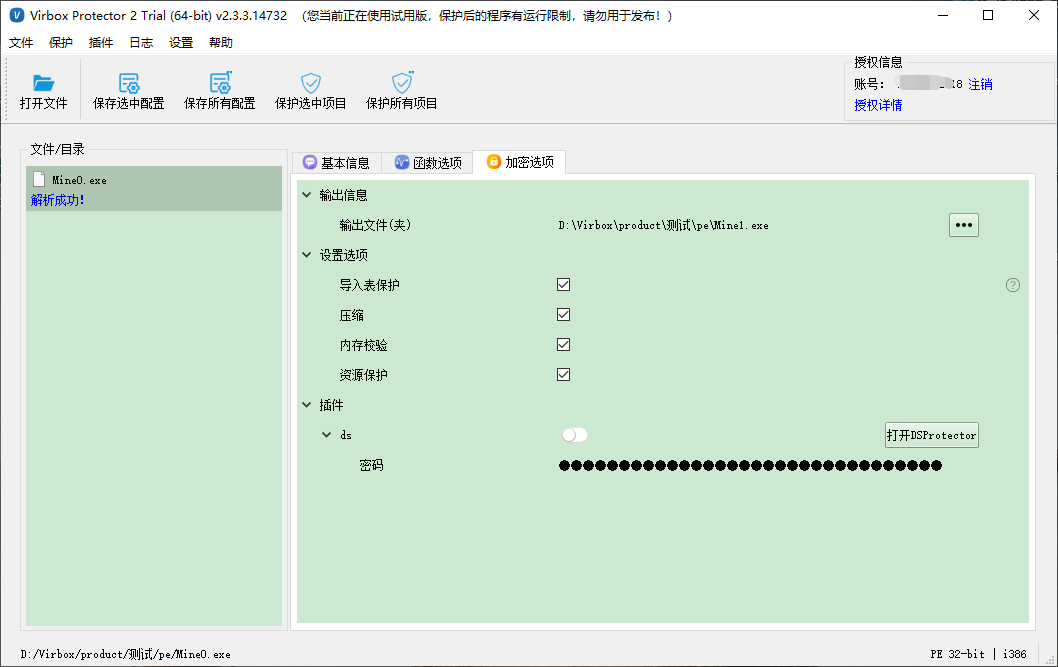 Virbox Protector 2 Trial (64-bit) v2.3.3.14732 (您当前正在使用试用版，保护后的程序有运行限制，请勿用于发布！)
文件 保护 插件 日志 设置 帮助
打开文件 保存选中配置 保存所有配置 保护选中项目 保护所有项目
授权信息
账号： 8 注销
授权详情
文件/目录
Mine0.exe
解析成功!
基本信息 函数选项 加密选项
输出信息
输出文件(夹) D:\Virbox\product\测试\pe\Mine1.exe
设置选项
导入表保护
压缩
内存校验
资源保护
插件
ds 打开DSProtector
密码
D:/Virbox/product/测试/pe/Mine0.exe PE 32-bit | i386